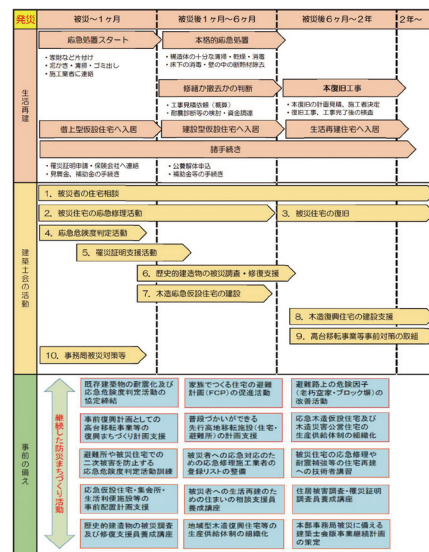 発災
被災～1ヶ月
被災後1ヶ月～6ヶ月
被災後6ヶ月～2年
2年～
生活再建
応急処置スタート
・家財など片付け
・泥かき・清掃・ゴミ出し
・施工業者に連絡
本格的応急処置
・構造体の十分な清掃・乾燥・消毒
・床下の消毒・壁の中の断熱材除去
修繕か撤去かの判断
・工事見積依頼（概算）
・耐震診断等の検討・資金調達
本復旧工事
・本復旧の計画見積、施工者決定
・復旧工事、工事完了後の検査
借上型仮設住宅へ入居
建設型仮設住宅へ入居
生活再建住宅へ入居
諸手続き
・罹災証明申請・保険会社へ連絡
・見舞金、補助金の手続き
・公費解体申込
・補助金等の手続き
建築士会の活動
1．被災者の住宅相談
2．被災住宅の応急修理活動
3．被災住宅の復旧
4．応急危険度判定活動
5．罹災証明支援活動
6．歴史的建造物の被災調査・修復支援
7．木造応急仮設住宅の建設
8．木造復興住宅の建設支援
9．高台移転事業等事前対策の取組
10．事務局被災対策等
事前の備え
継続した防災まちづくり活動
既存建築物の耐震化及び
応急危険度判定活動の
協定締結
家族でつくる住宅の避難
計画（FCP）の促進活動
避難路上の危険因子
（老朽空家・ブロック塀）の
改善活動
事前復興計画としての
高台移転事業等の
復興まちづくり計画支援
普段づかいができる
先行高地移転施設（住宅・
避難所）の計画支援
応急木造仮設住宅及び
木造災害公営住宅の
生産供給体制の組織化
避難所や被災住宅での
二次被害を防止する
応急危険度判定活動訓練
被災者への応急対応のた
めの応急修理施工業者の
登録リストの整備
被災住宅の応急修理や
耐震補強等の住宅再建
への技術者講習
応急仮設住宅・集会所・
生活利便施設等の
事前配置計画支援
被災者への生活再建のた
めの住まいの相談支援員
養成講座
住居被害調査・罹災証明
調査員養成講座
歴史的建造物の被災調査
及び修復支援員養成講座
地域型木造復興住宅等の
生産供給体制の組織化
本部事務局被災に備える
建築士会版事業継続計画
の策定